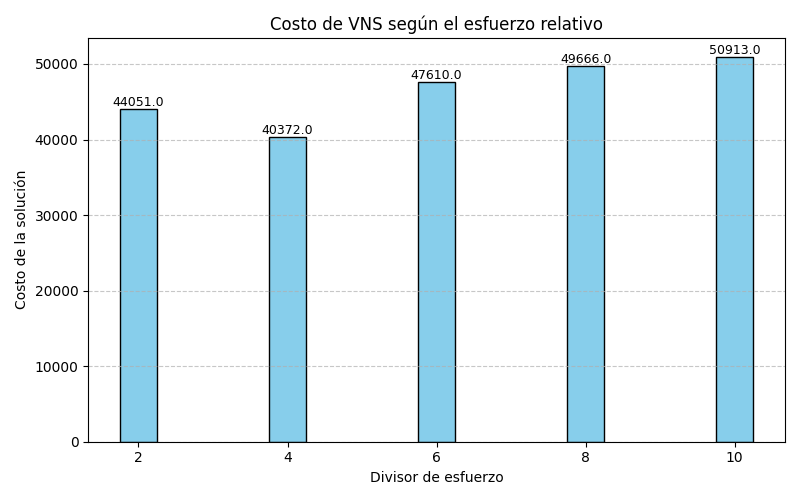 Costo de VNS según el esfuerzo relativo
Costo de la solución
50000
40000
30000
20000
10000
0
44051.0
40372.0
47610.0
49666.0
50913.0
2 4 6 8 10
Divisor de esfuerzo